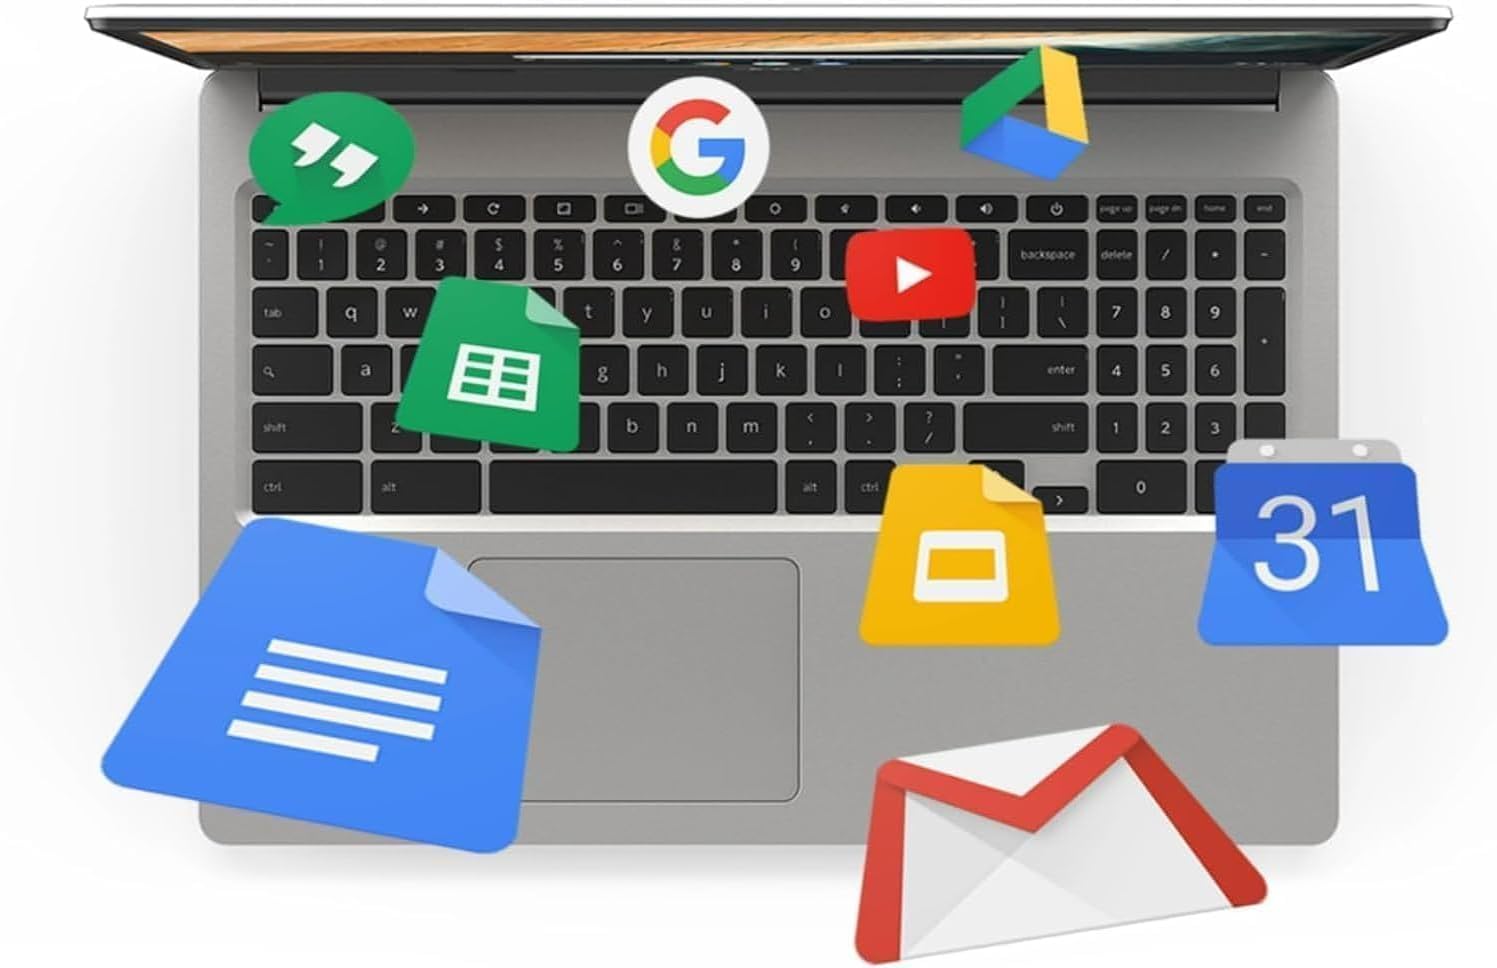 G
page up page dn home end
~ ! @ # $ % ^ & * (
1 2 3 4 5 6 7 8 9 backspace delete / * -
tab q w t y u i o ] \ 7 8 9 +
a g h j k l ; enter 4 5 6
shift z b n m < > ? / shift 1 2 3
ctrl alt alt ctrl > 0
31